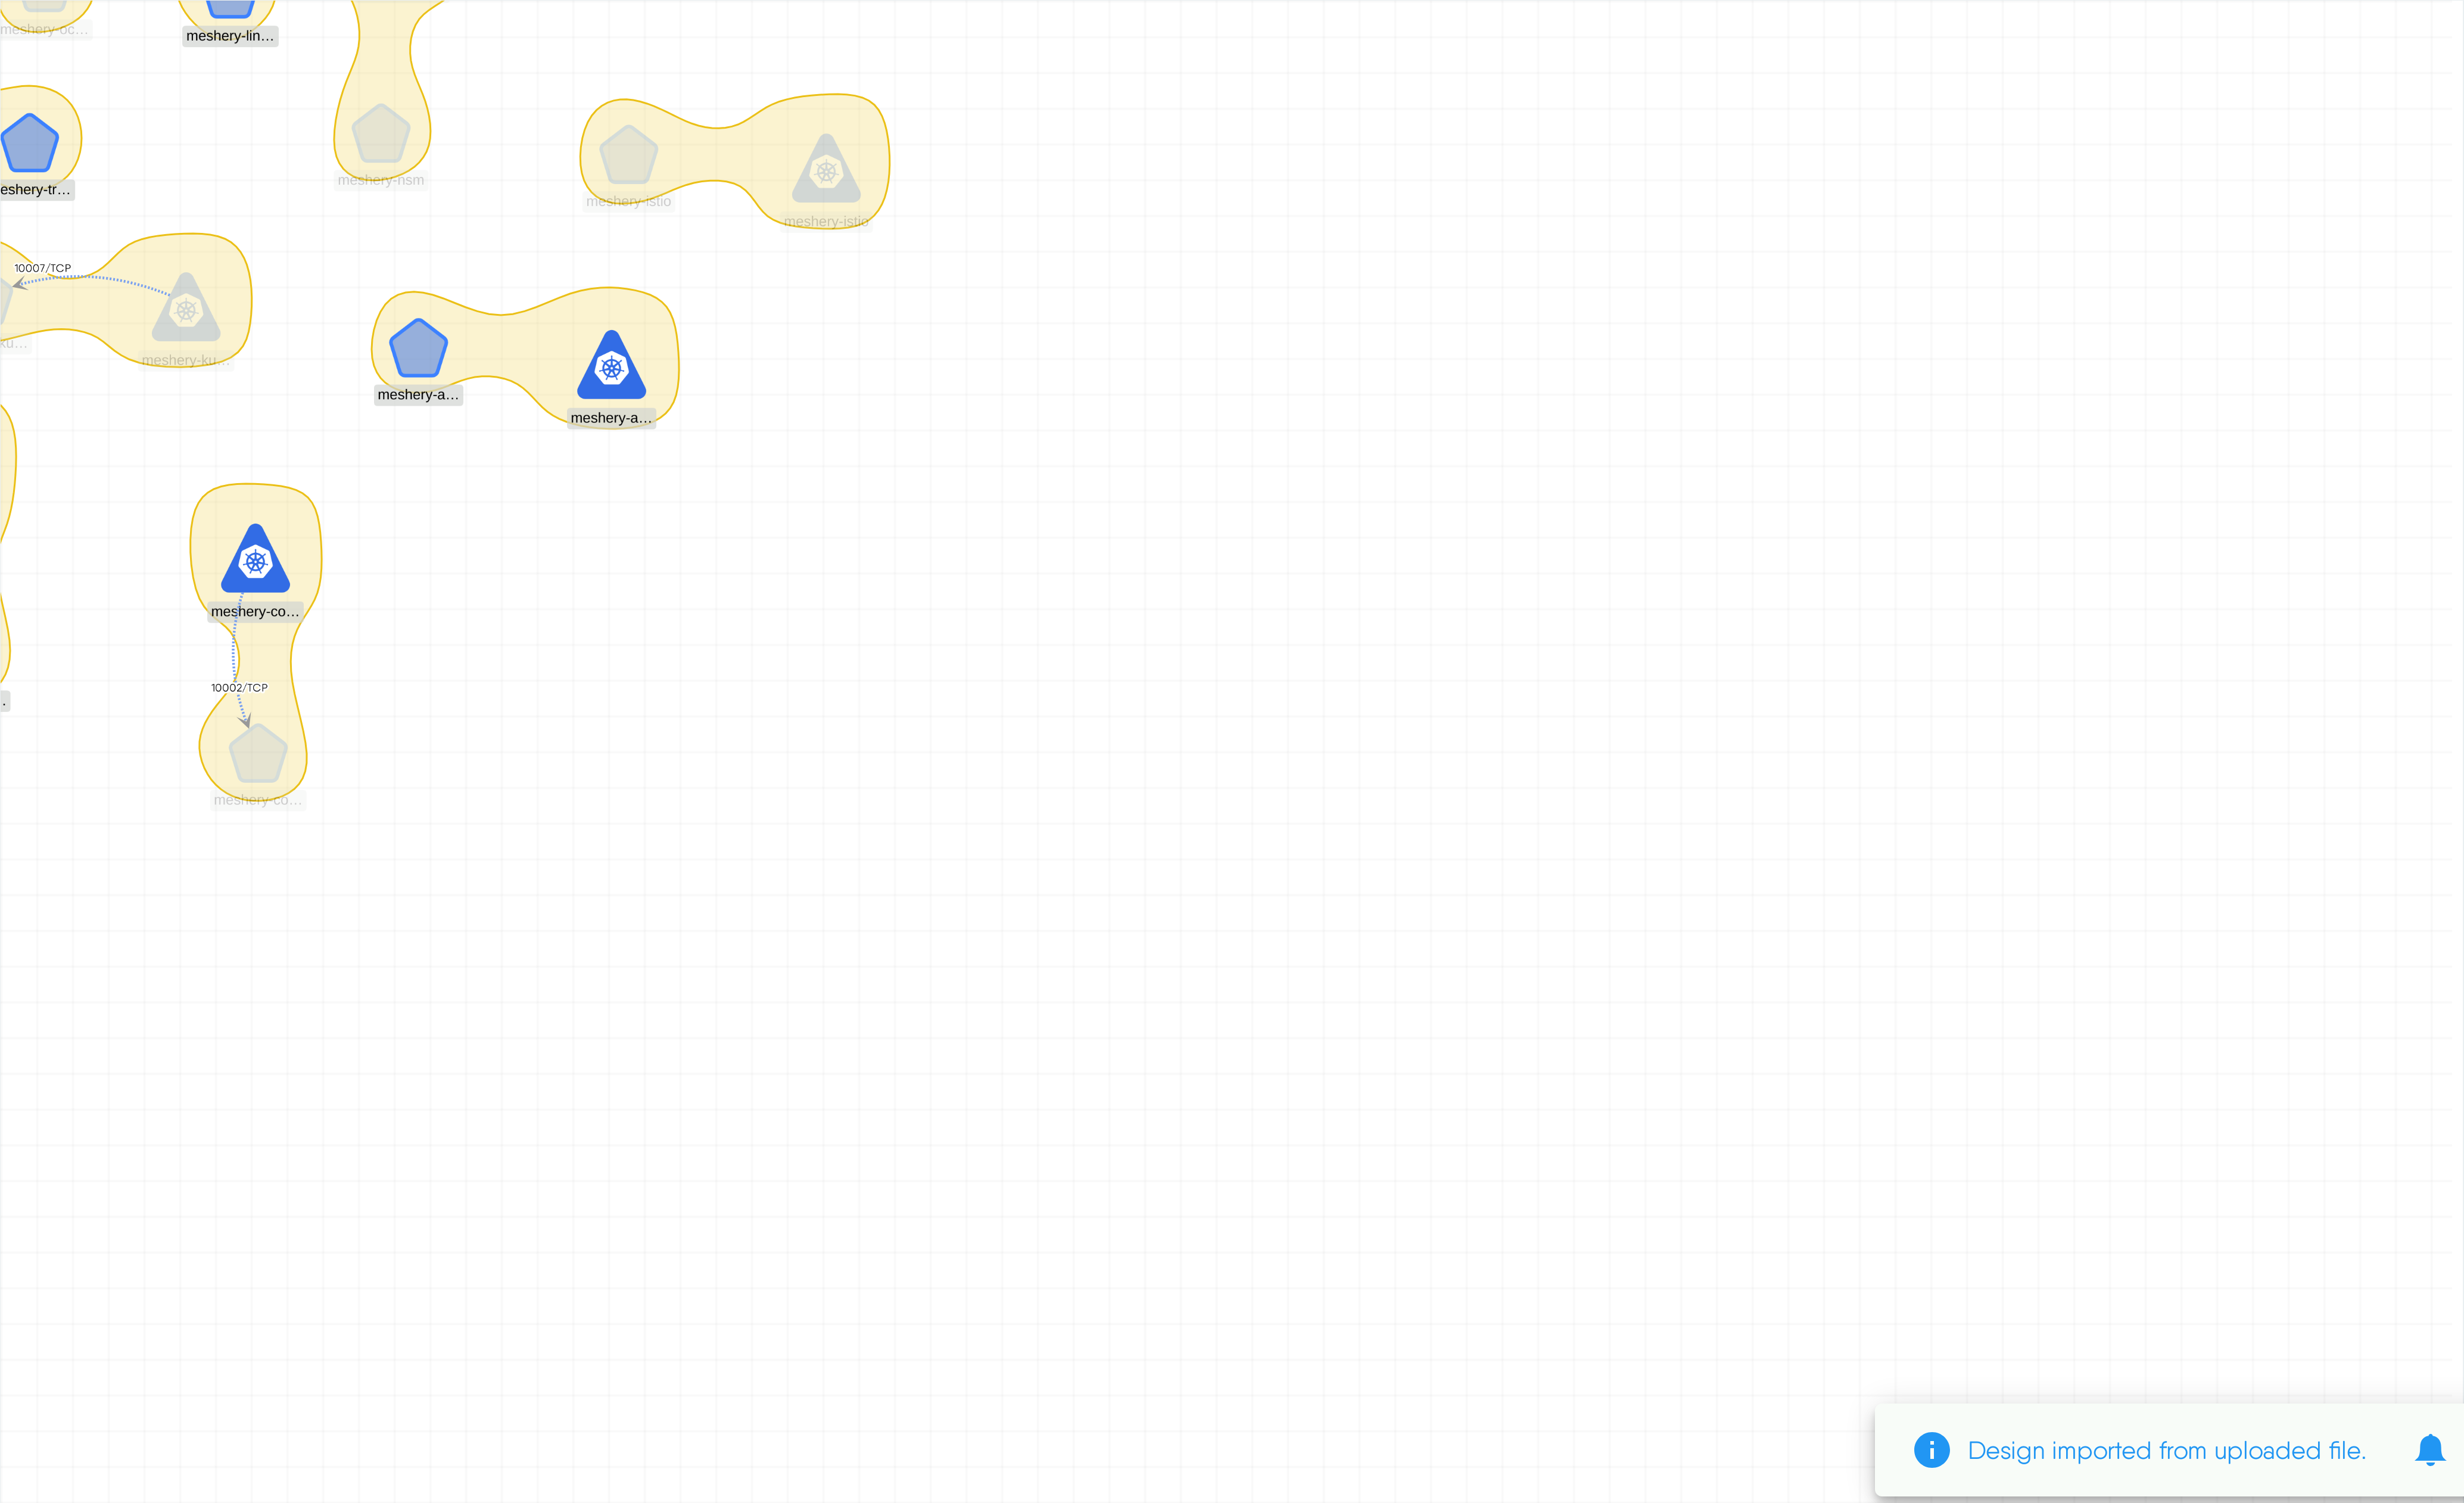 meshery-oc...
meshery-lin...
eshery-tr...
meshery-nsm
meshery-istio
meshery-istio
10007/TCP
ku...
meshery-ku...
meshery-a...
meshery-a...
meshery-co...
.
10002/TCP
meshery-co...
Design imported from uploaded file.